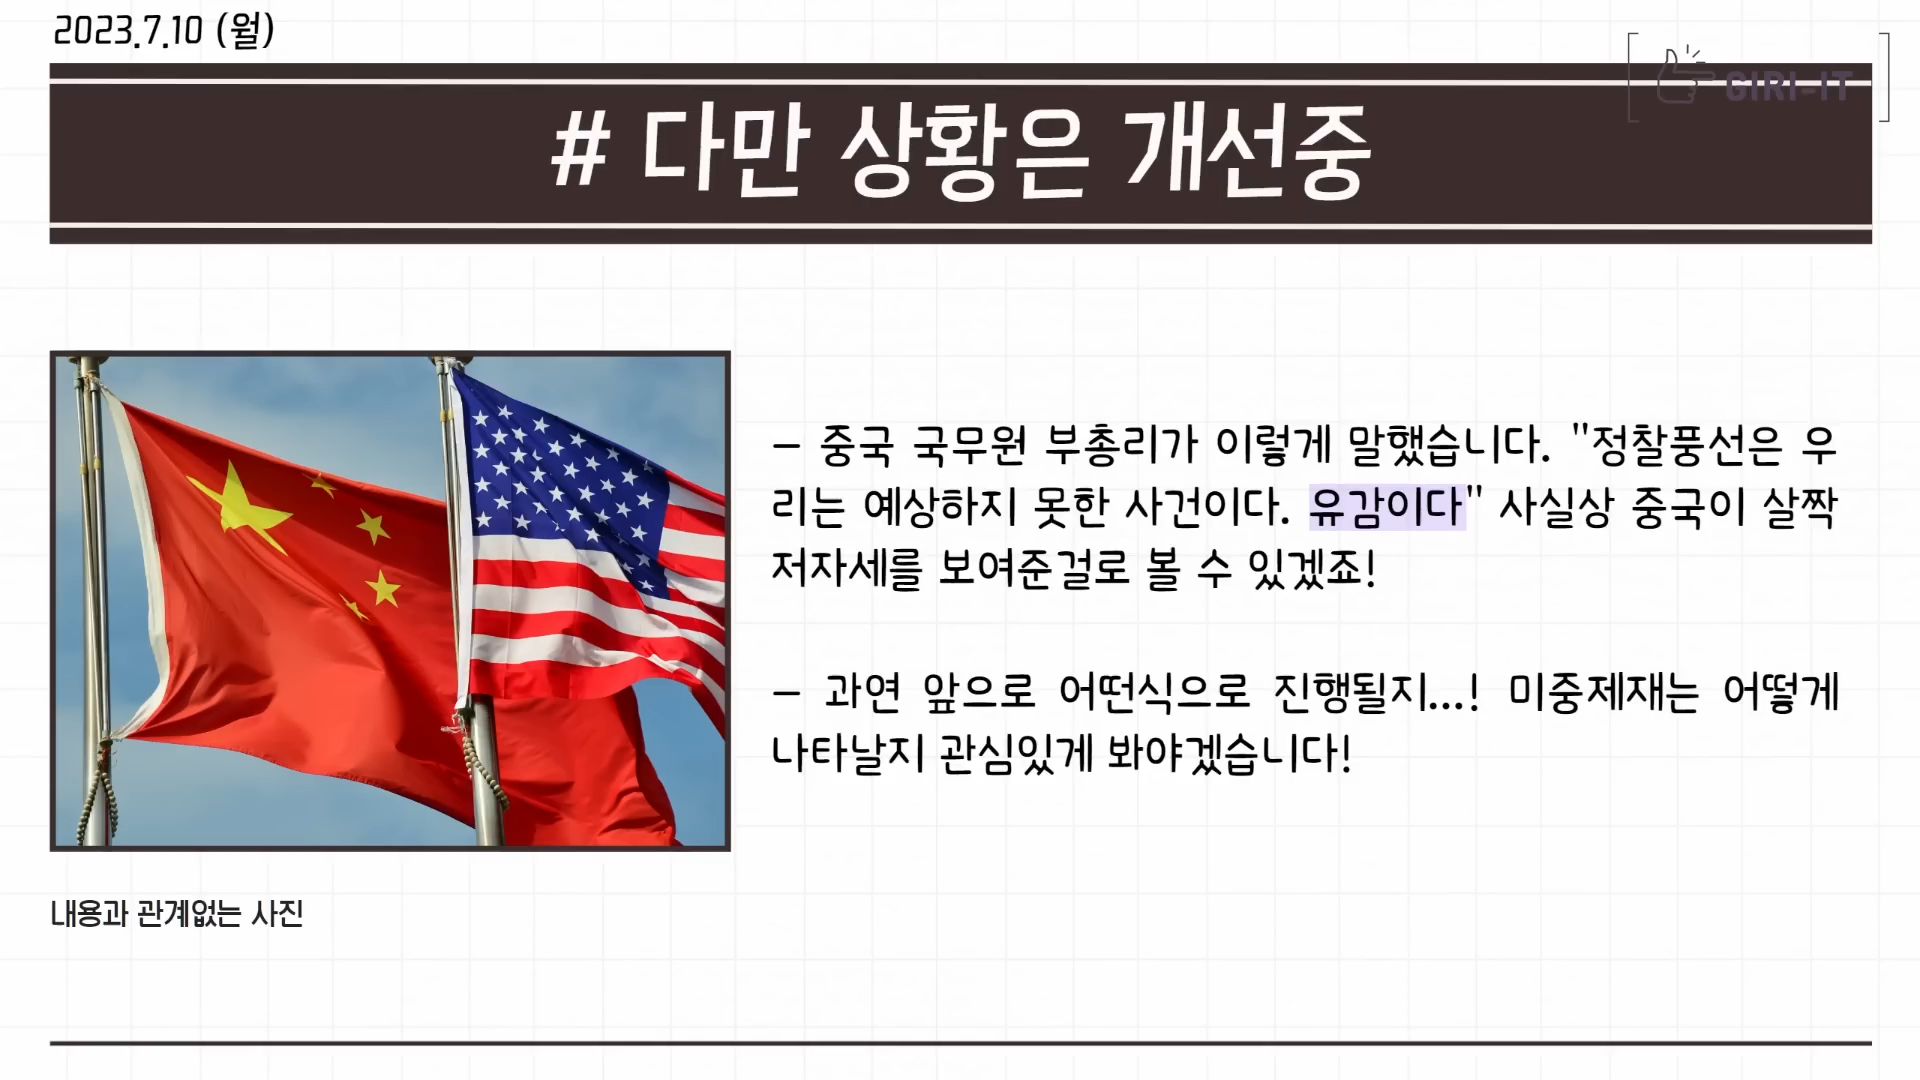 2023.7.10 (월)
GIRI-IT
# 다만 상황은 개선중
- 중국 국무원 부총리가 이렇게 말했습니다. "정찰풍선은 우
리는 예상하지 못한 사건이다. 유감이다" 사실상 중국이 살짝
저자세를 보여준걸로 볼 수 있겠죠!
- 과연 앞으로 어떤식으로 진행될지...! 미중제재는 어떻게
나타날지 관심있게 봐야겠습니다!
내용과 관계없는 사진